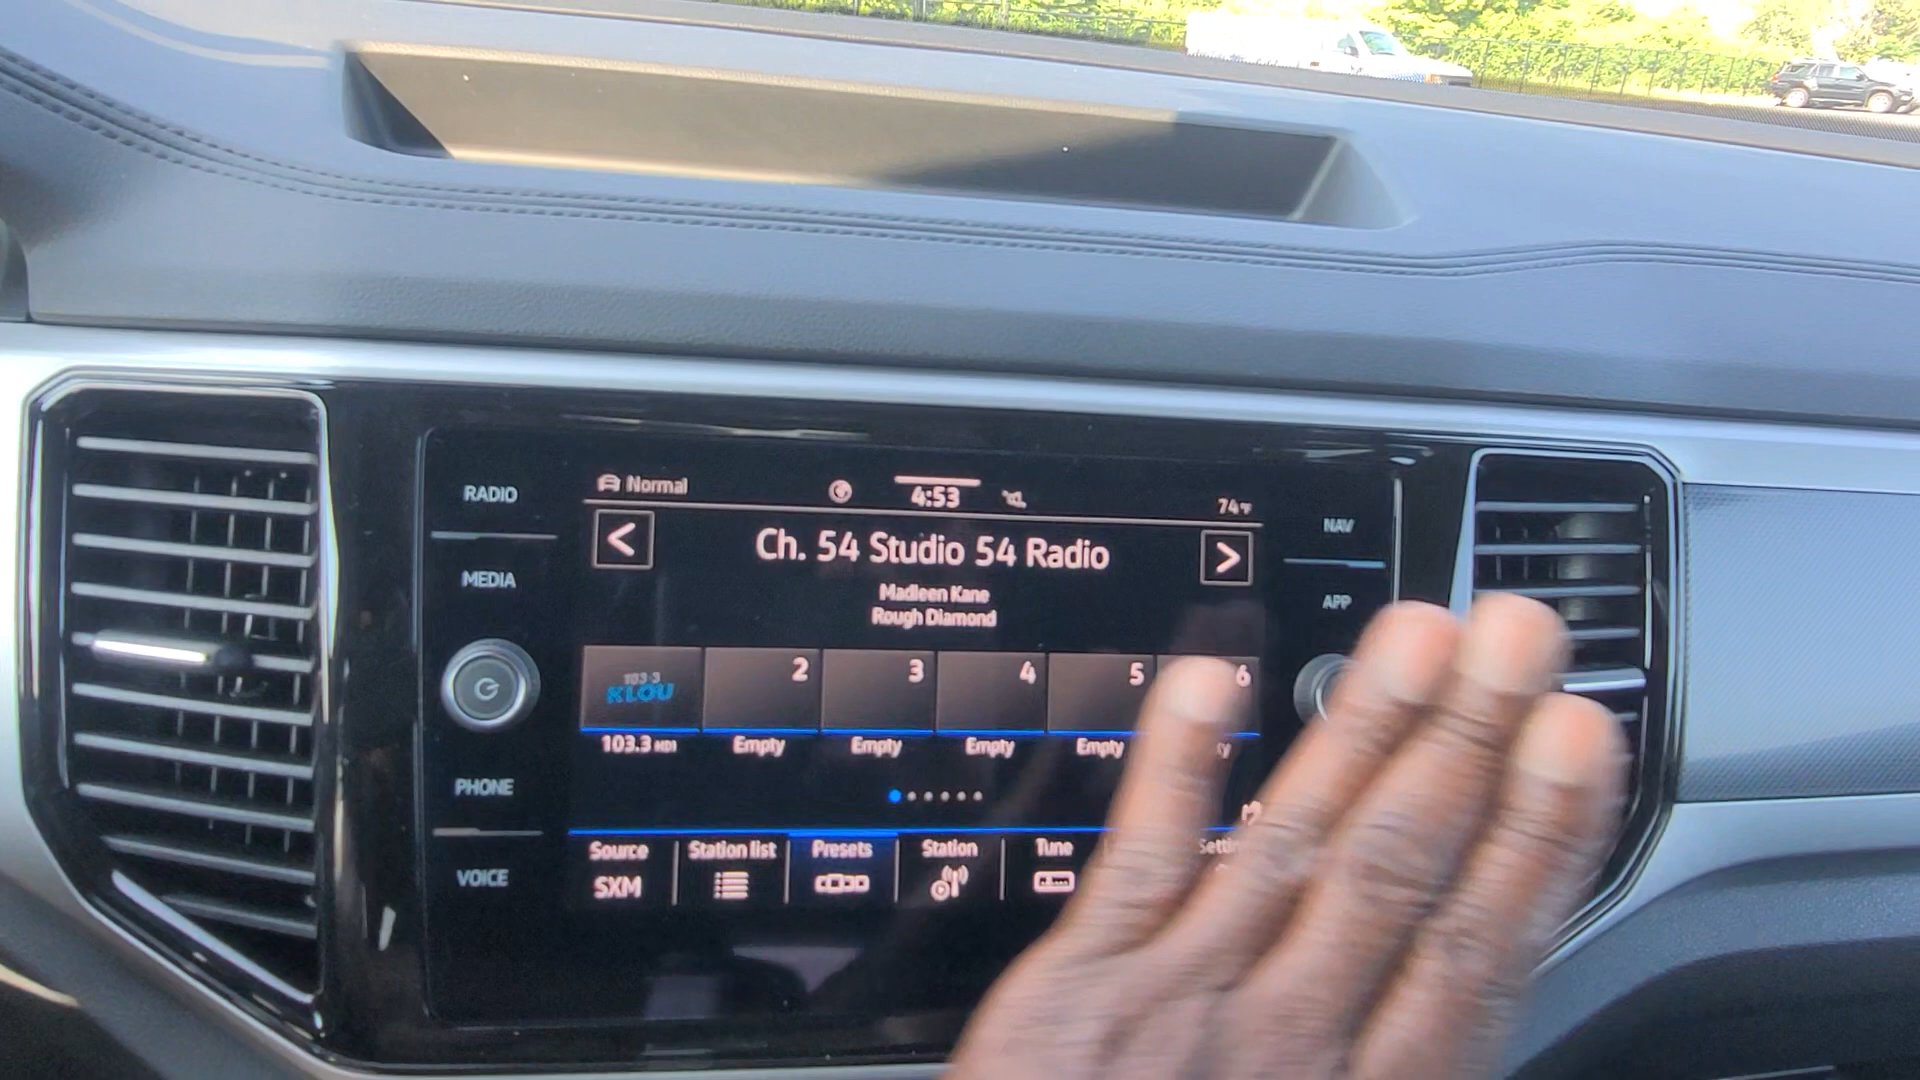 Normal
4:53
74°F
RADIO
NAV
Ch. 54 Studio 54 Radio
MEDIA
Madleen Kane
APP
Rough Diamond
103.3
KLOU
2
3
4
5
6
103.3 HD1
Empty
Empty
Empty
Empty
PHONE
Source
Station list
Presets
Station
Tune
VOICE
SXM